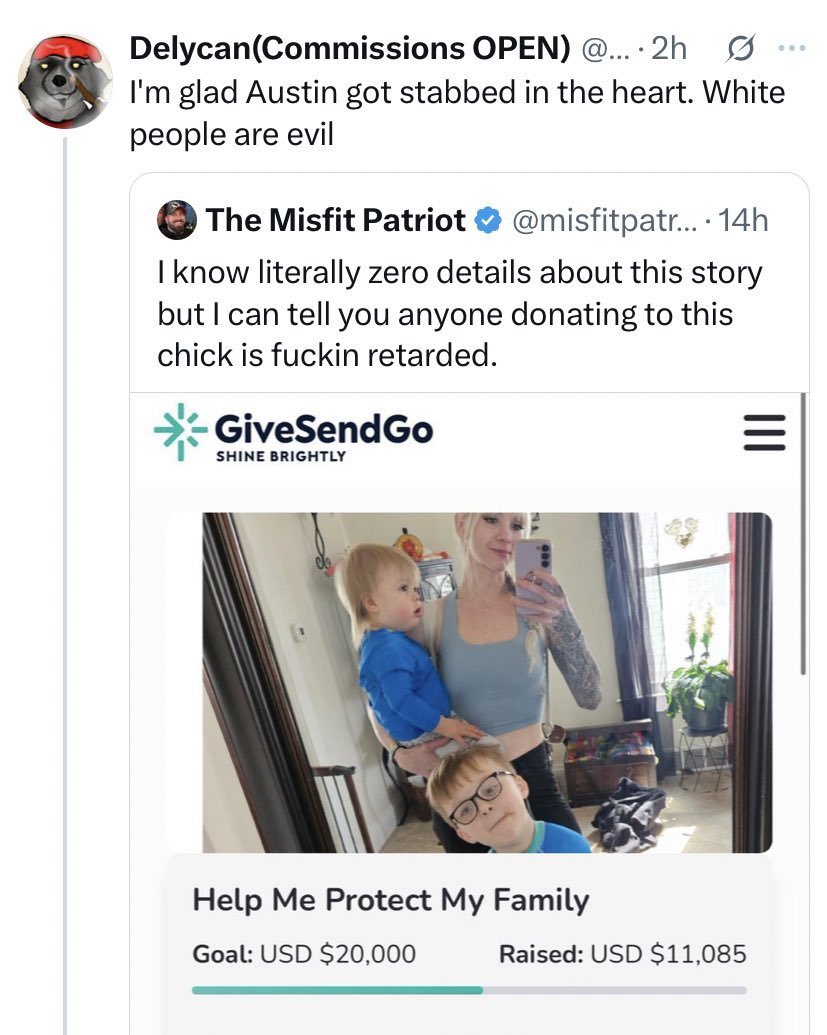 Delycan(Commissions OPEN) @... · 2h
I'm glad Austin got stabbed in the heart. White
people are evil
The Misfit Patriot @misfitpatr... · 14h
I know literally zero details about this story
but I can tell you anyone donating to this
chick is fuckin retarded.
GiveSendGo
SHINE BRIGHTLY
Help Me Protect My Family
Goal: USD $20,000 Raised: USD $11,085